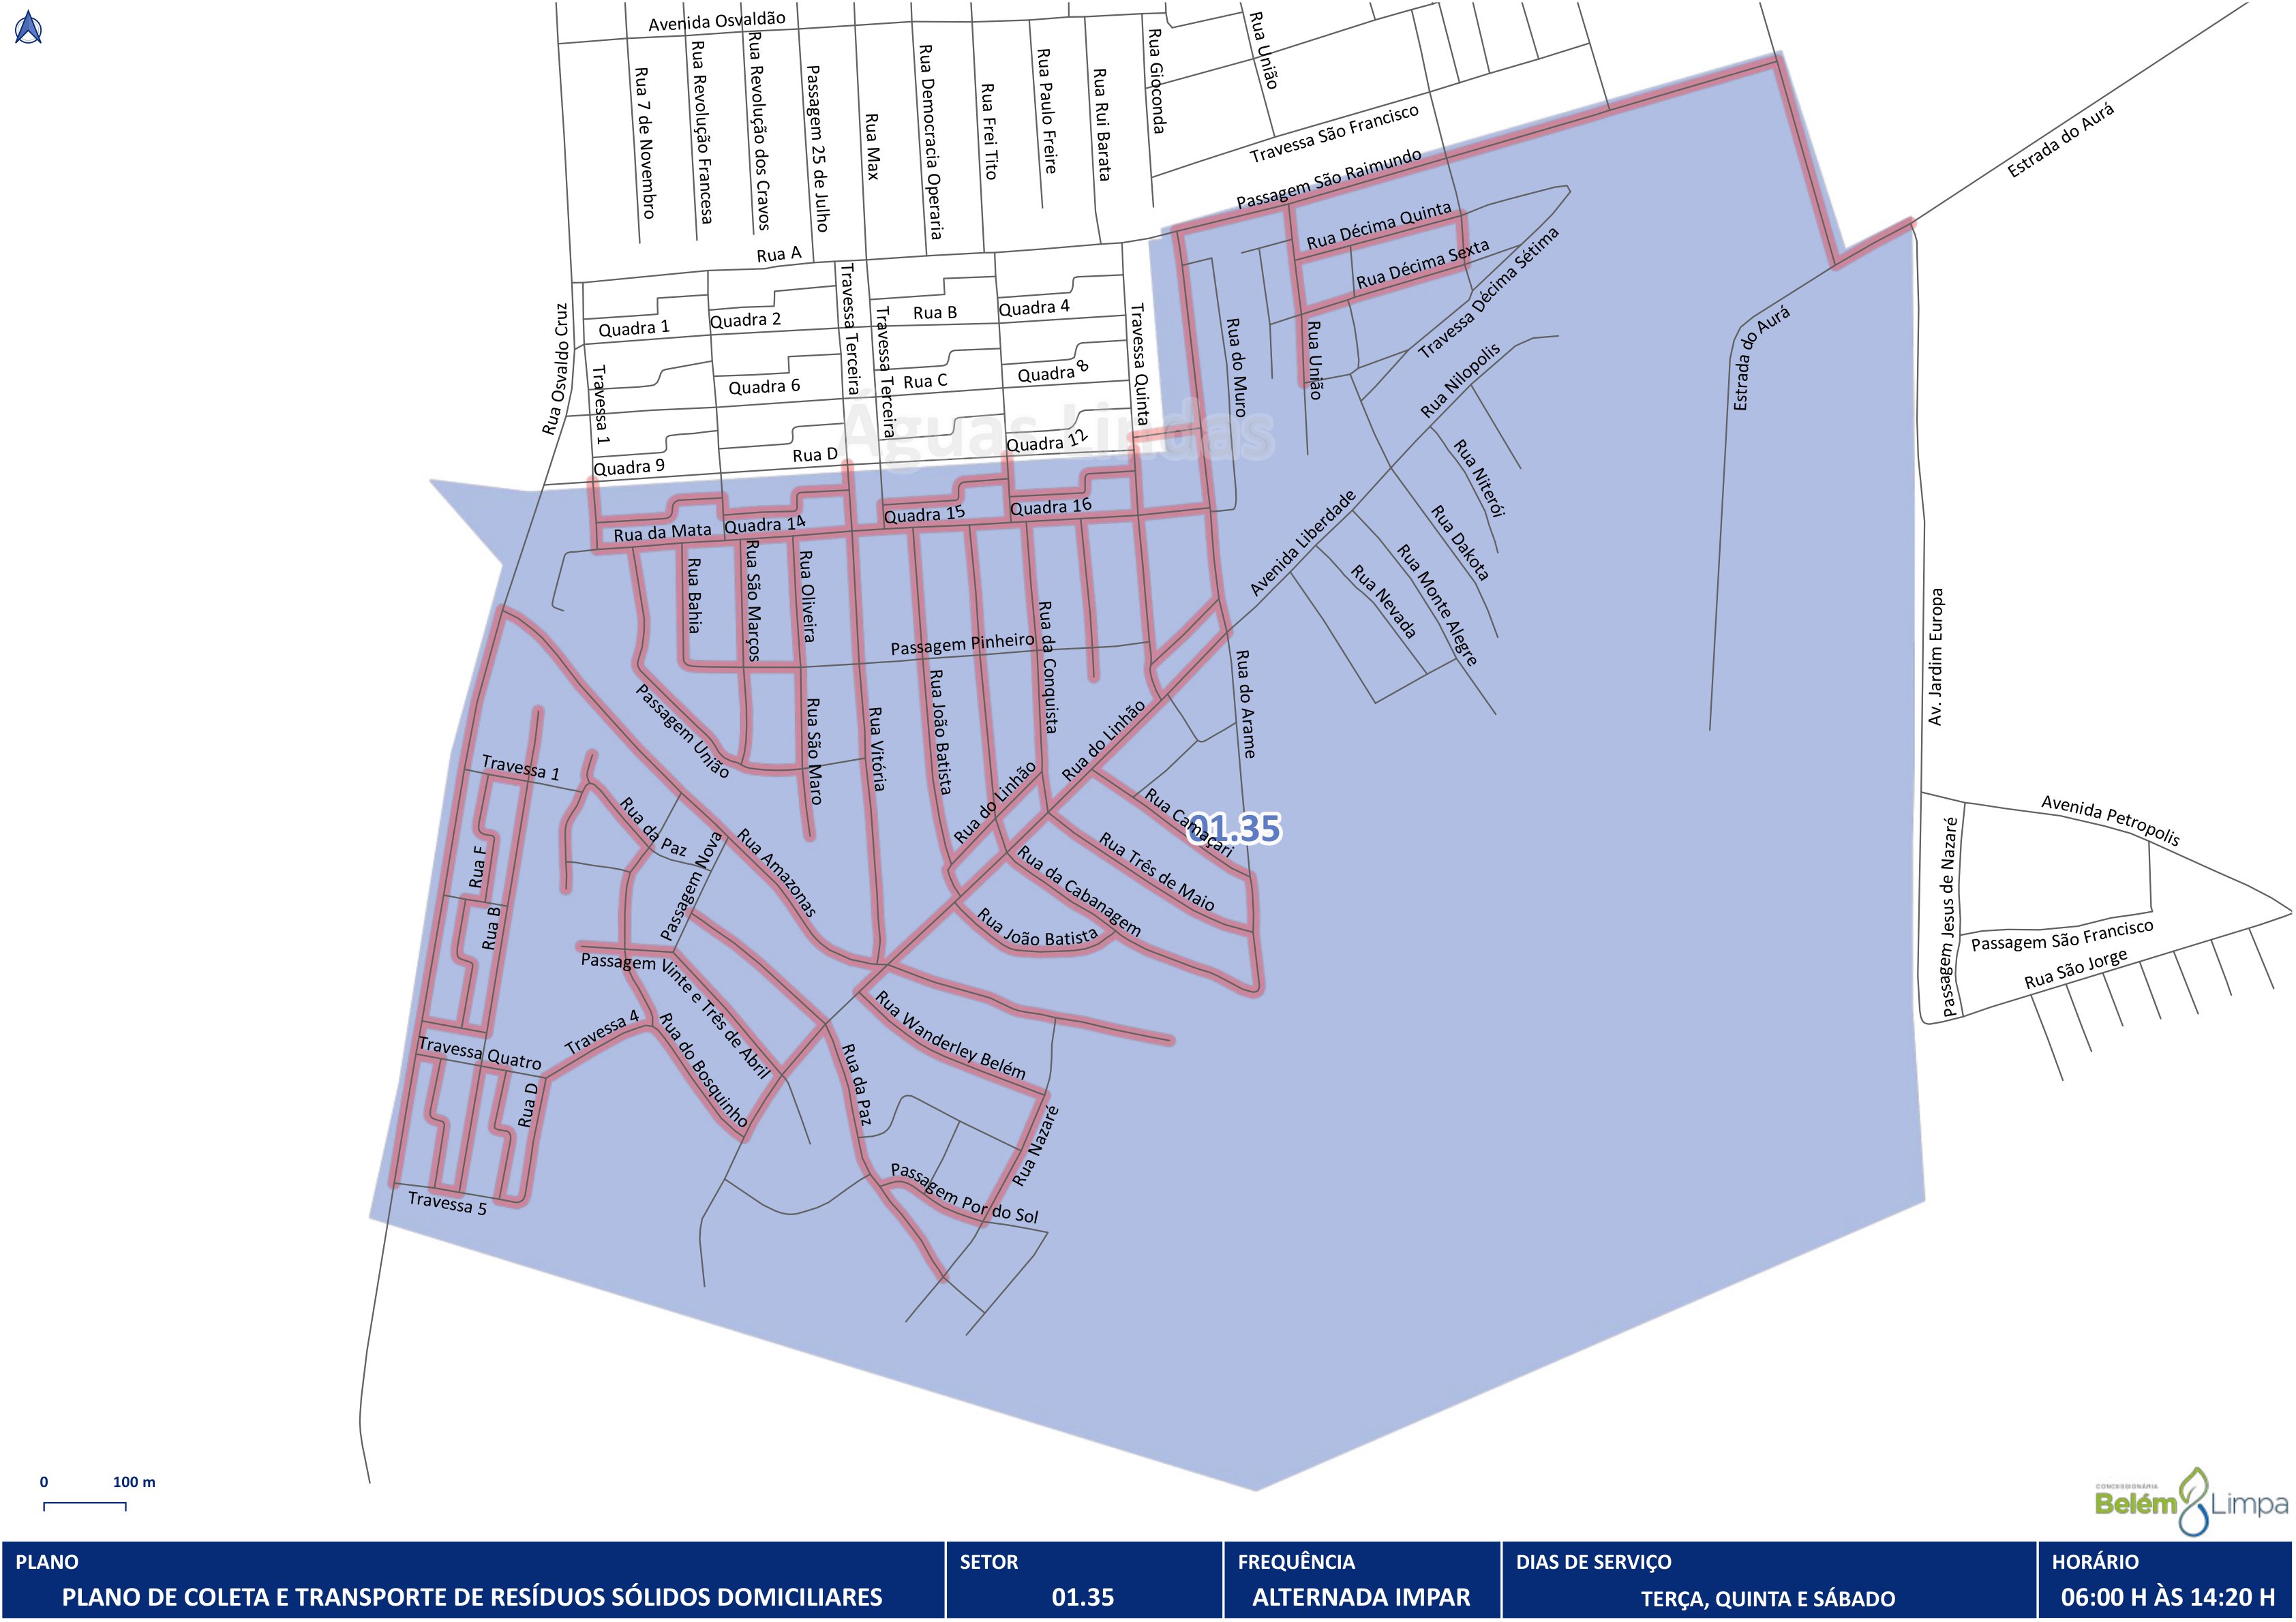 Avenida Osvaldão
Rua 7 de Novembro
Rua Revolução Francesa
Rua Revolução dos Cravos
Passagem 25 de Julho
Rua Max
Rua Democracia Operaria
Rua Frei Tito
Rua Paulo Freire
Rua Rui Barata
Rua Gioconda
Rua União
Travessa São Francisco
Passagem São Raimundo
Estrada do Aurá
Rua A
Rua Décima Quinta
Rua Décima Sexta
Travessa Décima Sétima
Rua Osvaldo Cruz
Quadra 1
Quadra 2
Travessa Terceira
Travessa Terceira
Rua B
Quadra 4
Travessa Quinta
Rua do Muro
Rua União
Rua Nilopolis
Estrada do Aurá
Travessa 1
Quadra 6
Rua C
Quadra 8
Águas Lindas
Quadra 9
Rua D
Quadra 12
Rua Niterói
Rua da Mata
Quadra 14
Quadra 15
Quadra 16
Avenida Liberdade
Rua Dakota
Rua Bahia
Rua São Marços
Rua Oliveira
Passagem Pinheiro
Rua da Conquista
Rua Nevada
Rua Monte Alegre
Av. Jardim Europa
Passagem União
Rua São Maro
Rua Vitória
Rua João Batista
Rua do Linhão
Rua do Linhão
Rua do Arame
Travessa 1
Rua da Paz
Passagem Nova
Rua Amazonas
Rua Camaçari
01.35
Rua Três de Maio
Avenida Petropolis
Passagem Jesus de Nazaré
Rua F
Rua B
Rua da Cabanagem
Rua João Batista
Passagem São Francisco
Rua São Jorge
Passagem Vinte e Três de Abril
Travessa Quatro
Travessa 4
Rua do Bosquinho
Rua Wanderley Belém
Rua D
Rua da Paz
Rua Nazaré
Travessa 5
Passagem Por do Sol
0 100 m
CONCESSIONÁRIA
Belém Limpa
PLANO
PLANO DE COLETA E TRANSPORTE DE RESÍDUOS SÓLIDOS DOMICILIARES
SETOR
01.35
FREQUÊNCIA
ALTERNADA IMPAR
DIAS DE SERVIÇO
TERÇA, QUINTA E SÁBADO
HORÁRIO
06:00 H ÀS 14:20 H